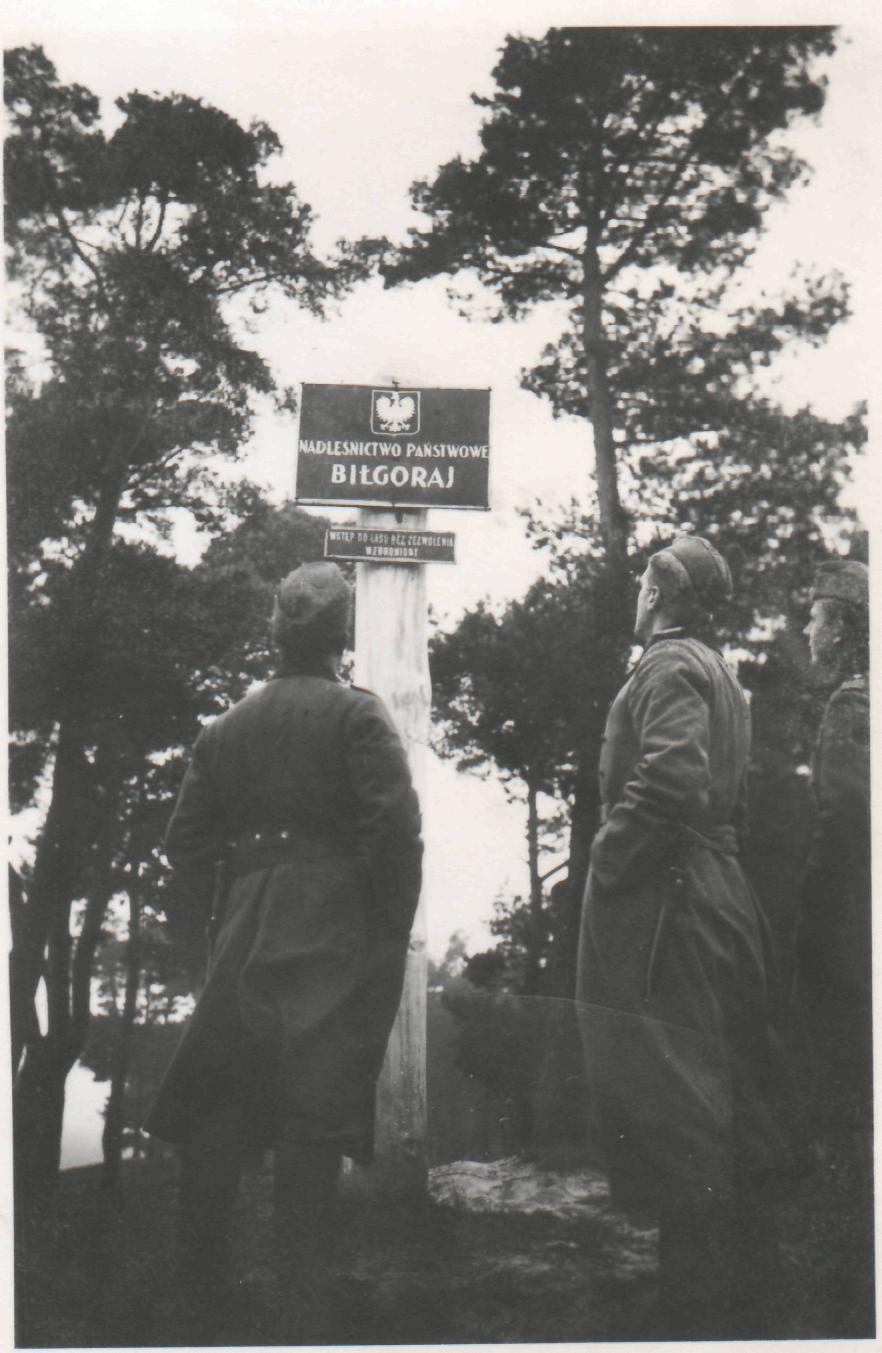 NADLEŚNICTWO PAŃSTWOWE
BIŁGORAJ
WSTĘP DO LASU BEZ ZEZWOLENIA
WZBRONIONY